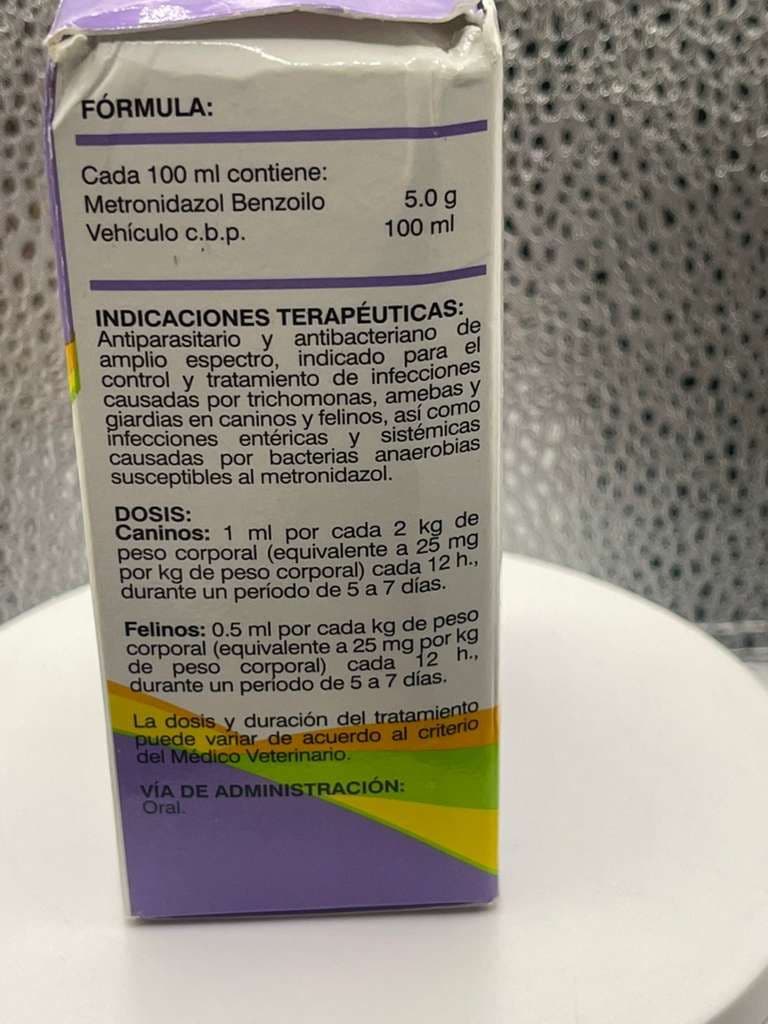 FÓRMULA:
Cada 100 ml contiene:
Metronidazol Benzoilo 5.0 g
Vehículo c.b.p. 100 ml
INDICACIONES TERAPÉUTICAS:
Antiparasitario y antibacteriano de
amplio espectro, indicado para el
control y tratamiento de infecciones
causadas por trichomonas, amebas y
giardias en caninos y felinos, así como
infecciones entéricas y sistémicas
causadas por bacterias anaerobias
susceptibles al metronidazol.
DOSIS:
Caninos: 1 ml por cada 2 kg de
peso corporal (equivalente a 25 mg
por kg de peso corporal) cada 12 h.,
durante un período de 5 a 7 días.
Felinos: 0.5 ml por cada kg de peso
corporal (equivalente a 25 mg por kg
de peso corporal) cada 12 h.,
durante un periodo de 5 a 7 días.
La dosis y duración del tratamiento
puede variar de acuerdo al criterio
del Médico Veterinario.
VÍA DE ADMINISTRACIÓN:
Oral.